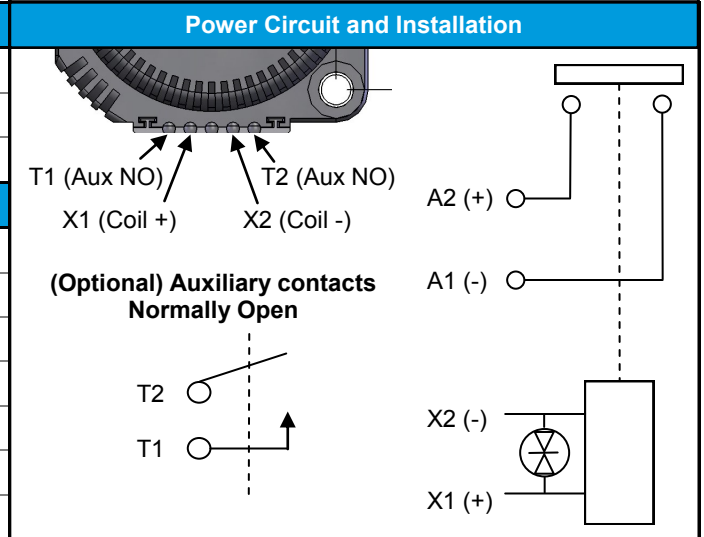 Power Circuit and Installation
T1 (Aux NO)
T2 (Aux NO)
X1 (Coil +)
X2 (Coil -)
(Optional) Auxiliary contacts
Normally Open
T2
T1
A2 (+)
A1 (-)
X2 (-)
X1 (+)